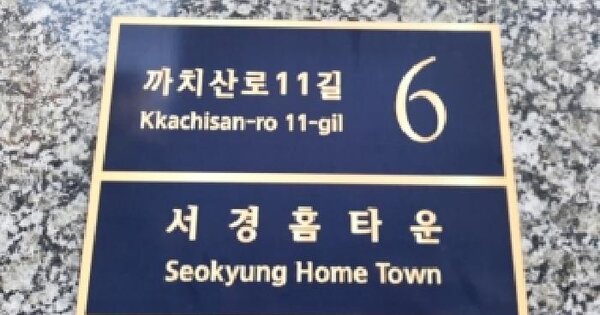 까치산로11길
Kkachisan-ro 11-gil
6
서경홈타운
Seokyung Home Town